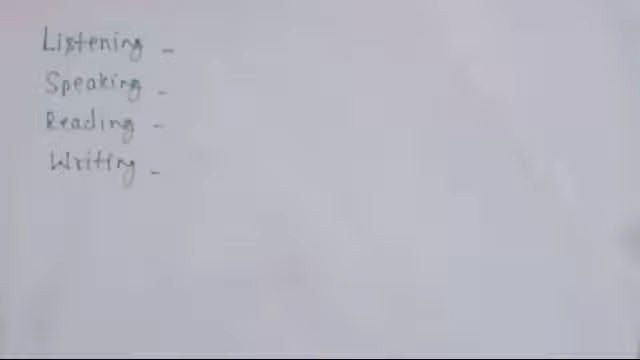 Listening -
Speaking -
Reading -
Writing -